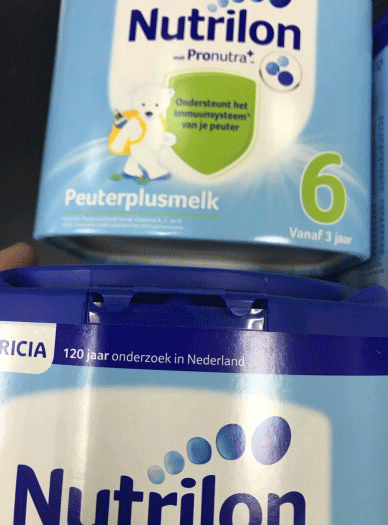 Nutrilon
met Pronutra+
Ondersteunt het
immuunsysteem*
van je peuter
6
Peuterplusmelk
Vanaf 3 jaar
RICIA
120 jaar onderzoek in Nederland
Nutrilon